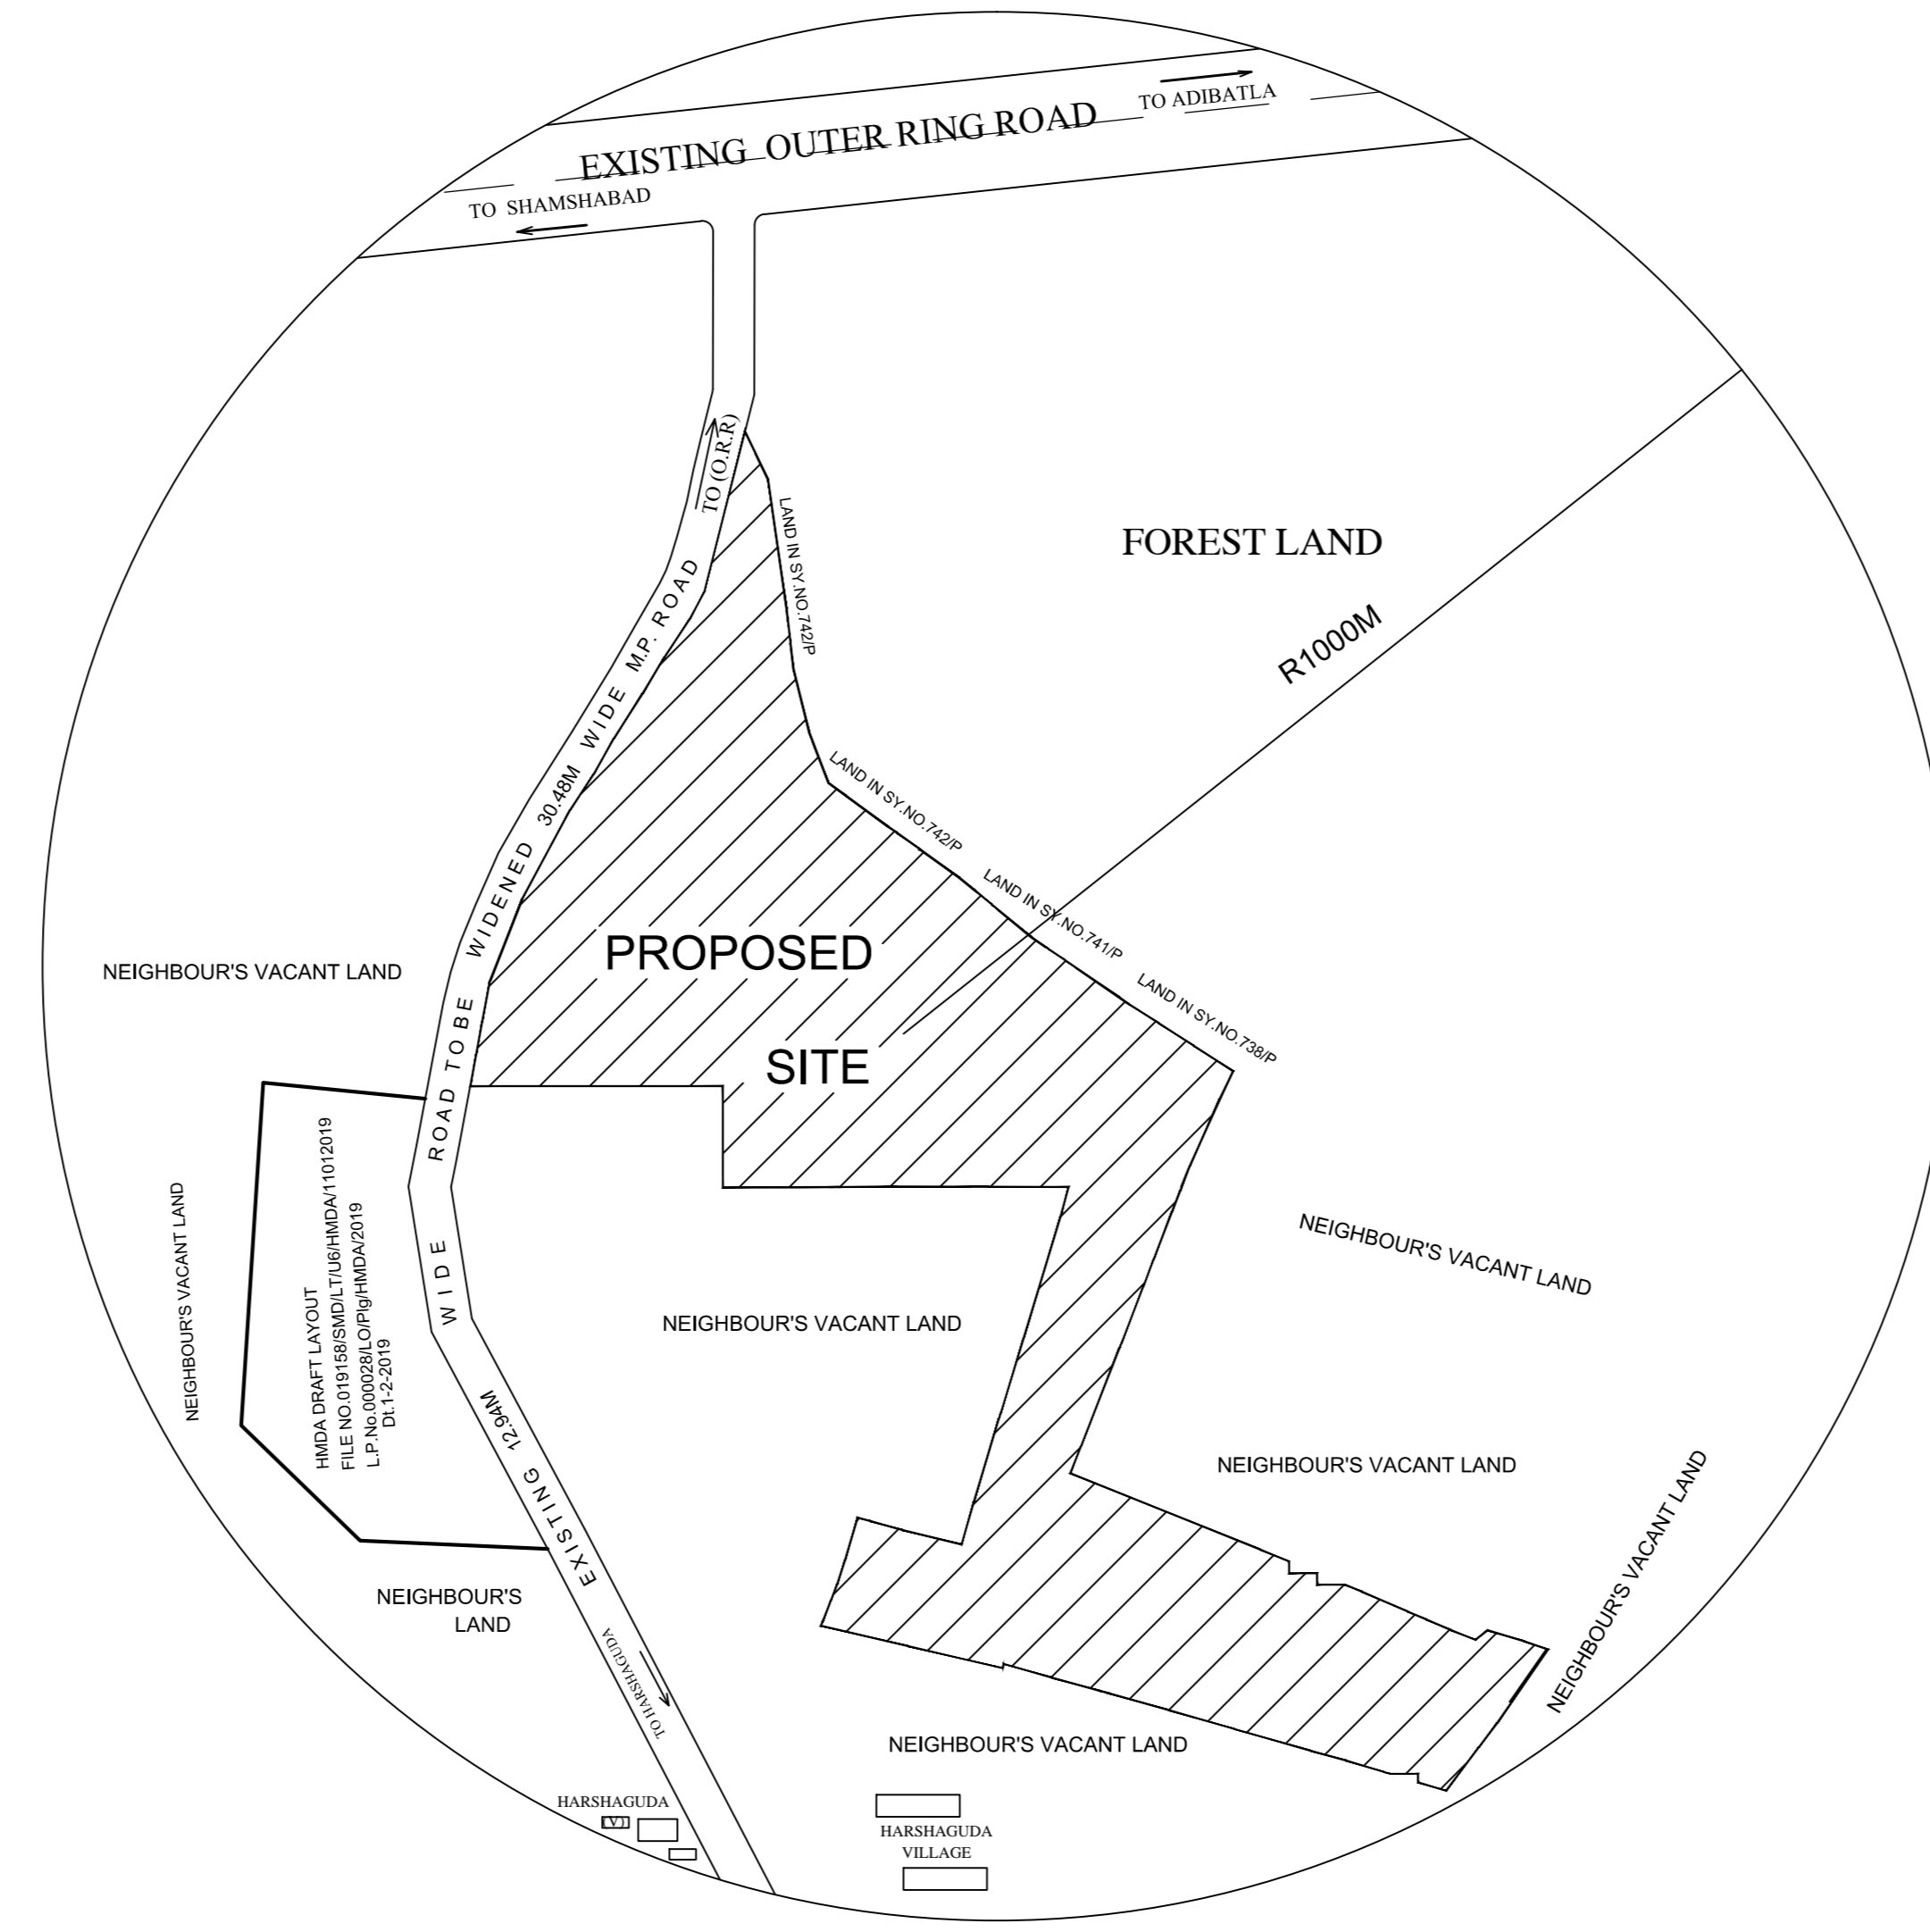 EXISTING OUTER RING ROAD
TO ADIBATLA
TO SHAMSHABAD
TO (O.R.R)
LAND IN SY.NO.742/P
FOREST LAND
R1000M
EXISTING 12.94M WIDE ROAD TO BE WIDENED 30.48M WIDE M.P. ROAD
LAND IN SY.NO.742/P
LAND IN SY.NO.741/P
LAND IN SY.NO.738/P
PROPOSED
SITE
NEIGHBOUR'S VACANT LAND
NEIGHBOUR'S VACANT LAND
HMDA DRAFT LAYOUT
FILE NO.019158/SMD/LT/U6/HMDA/11012019
L.P.No.000028/LO/Plg/HMDA/2019
Dt.1-2-2019
NEIGHBOUR'S VACANT LAND
NEIGHBOUR'S VACANT LAND
NEIGHBOUR'S VACANT LAND
NEIGHBOUR'S VACANT LAND
NEIGHBOUR'S
LAND
TO HARSHAGUDA
NEIGHBOUR'S VACANT LAND
HARSHAGUDA
(V)
HARSHAGUDA
VILLAGE